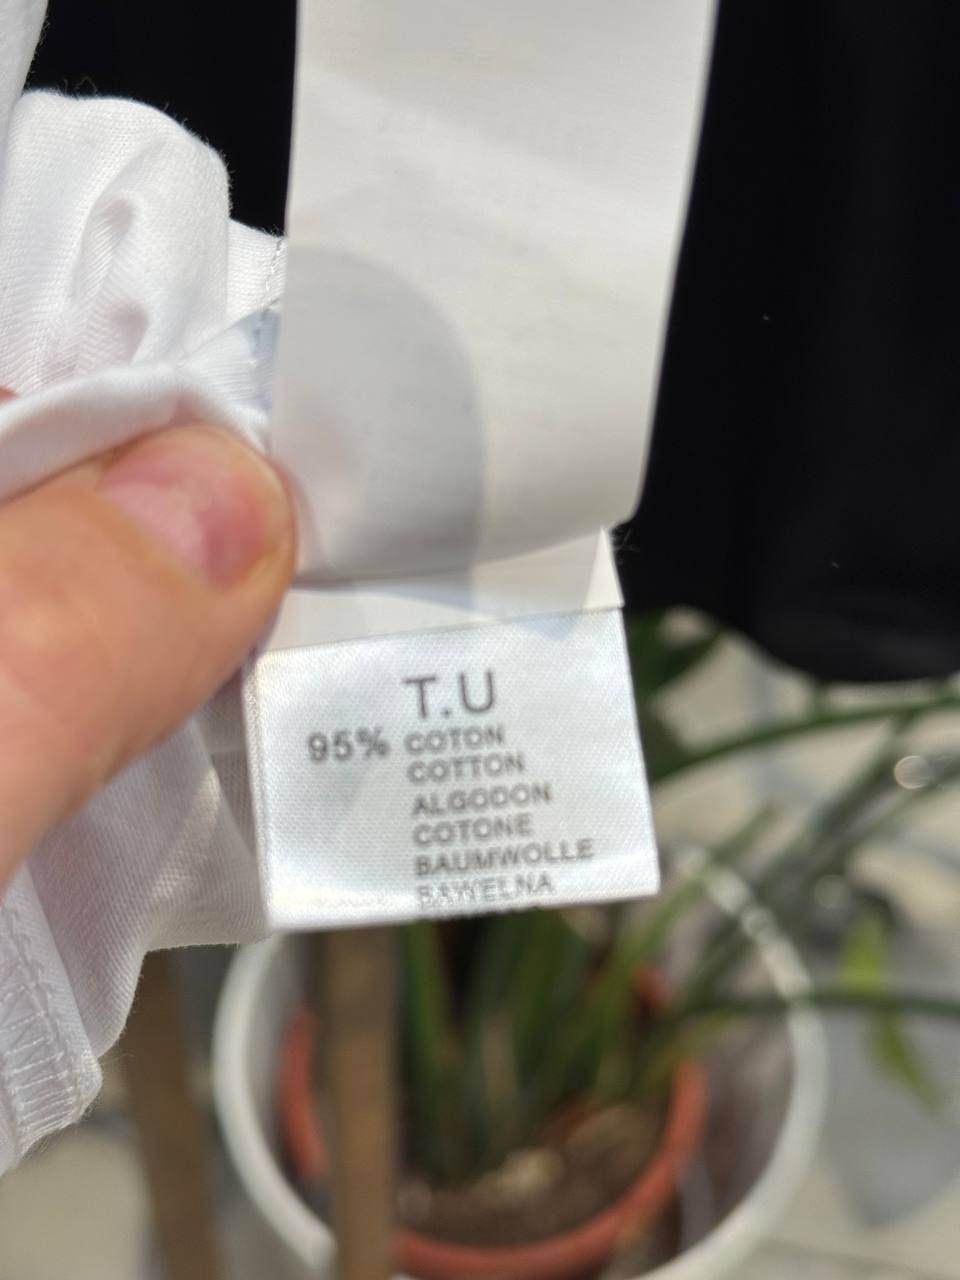 T.U
95% COTON
COTTON
ALGODON
COTONE
BAUMWOLLE
BAWELNA